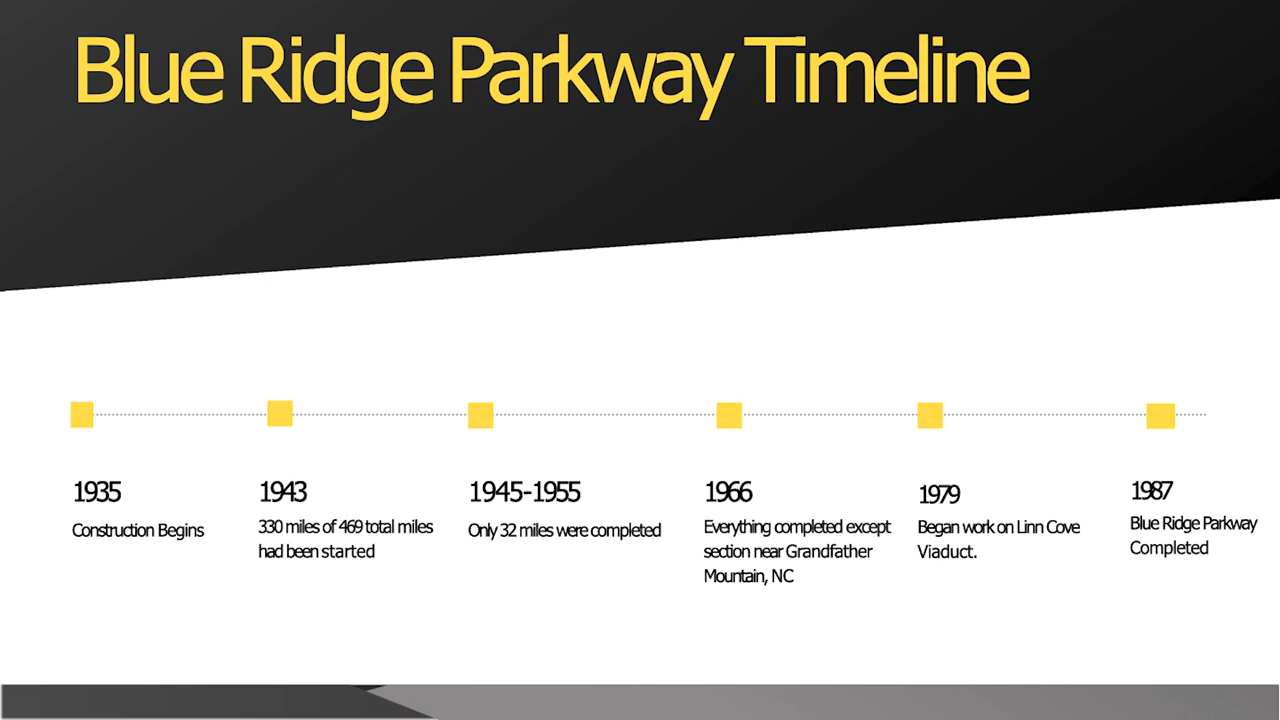 Blue Ridge Parkway Timeline
1935
Construction Begins
1943
330 miles of 469 total miles
had been started
1945-1955
Only 32 miles were completed
1966
Everything completed except
section near Grandfather
Mountain, NC
1979
Began work on Linn Cove
Viaduct.
1987
Blue Ridge Parkway
Completed